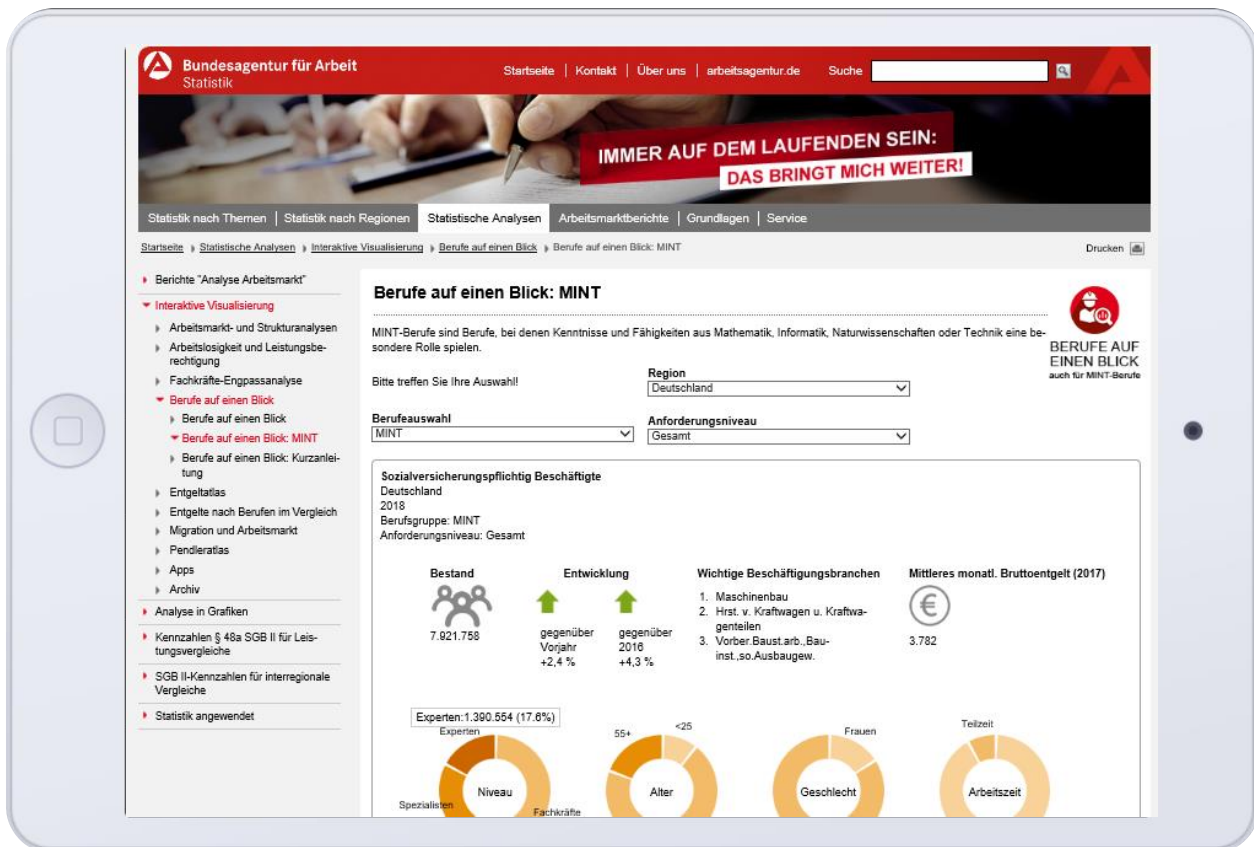 Bundesagentur für Arbeit
Statistik
Startseite | Kontakt | Über uns | arbeitsagentur.de Suche
IMMER AUF DEM LAUFENDEN SEIN:
DAS BRINGT MICH WEITER!
Statistik nach Themen | Statistik nach Regionen Statistische Analysen Arbeitsmarktberichte | Grundlagen | Service
Startseite Statistische Analysen Interaktive Visualisierung Berufe auf einen Blick Berufe auf einen Blick: MINT
Drucken
Berichte "Analyse Arbeitsmarkt"
Interaktive Visualisierung
Arbeitsmarkt- und Strukturanalysen
Arbeitslosigkeit und Leistungsbe-
rechtigung
Fachkräfte-Engpassanalyse
Berufe auf einen Blick
Berufe auf einen Blick
Berufe auf einen Blick: MINT
Berufe auf einen Blick: Kurzanlei-
tung
Entgeltatlas
Entgelte nach Berufen im Vergleich
Migration und Arbeitsmarkt
Pendleratlas
Apps
Archiv
Analyse in Grafiken
Kennzahlen § 48a SGB II für Leis-
tungsvergleiche
SGB II-Kennzahlen für interregionale
Vergleiche
Statistik angewendet
Berufe auf einen Blick: MINT
MINT-Berufe sind Berufe, bei denen Kenntnisse und Fähigkeiten aus Mathematik, Informatik, Naturwissenschaften oder Technik eine be-
sondere Rolle spielen.
BERUFE AUF
EINEN BLICK
auch für MINT-Berufe
Bitte treffen Sie Ihre Auswahl!
Region
Deutschland
Berufeauswahl
MINT
Anforderungsniveau
Gesamt
Sozialversicherungspflichtig Beschäftigte
Deutschland
2018
Berufsgruppe: MINT
Anforderungsniveau: Gesamt
Bestand
7.921.758
Entwicklung
gegenüber
Vorjahr
+2,4 %
gegenüber
2016
+4,3 %
Wichtige Beschäftigungsbranchen
1. Maschinenbau
2. Hrst. v. Kraftwagen u. Kraftwa-
genteilen
3. Vorber.Baust.arb.,Bau-
inst.,so.Ausbaugew.
Mittleres monatl. Bruttoentgelt (2017)
€
3.782
Experten:1.390.554 (17.6%)
Experten
Niveau
Spezialisten
Fachkräfte
55+
<25
Alter
Frauen
Geschlecht
Teilzeit
Arbeitszeit